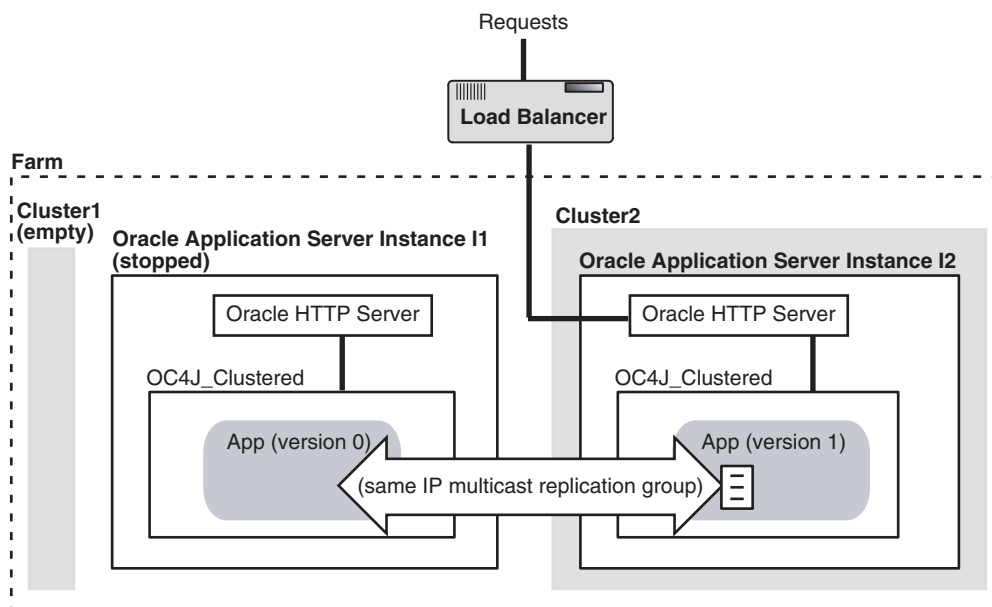 Requests
Load Balancer
Farm
Cluster1
(empty)
Oracle Application Server Instance I1
(stopped)
Oracle HTTP Server
OC4J_Clustered
App (version 0)
Cluster2
Oracle Application Server Instance I2
Oracle HTTP Server
OC4J_Clustered
App (version 1)
(same IP multicast replication group)